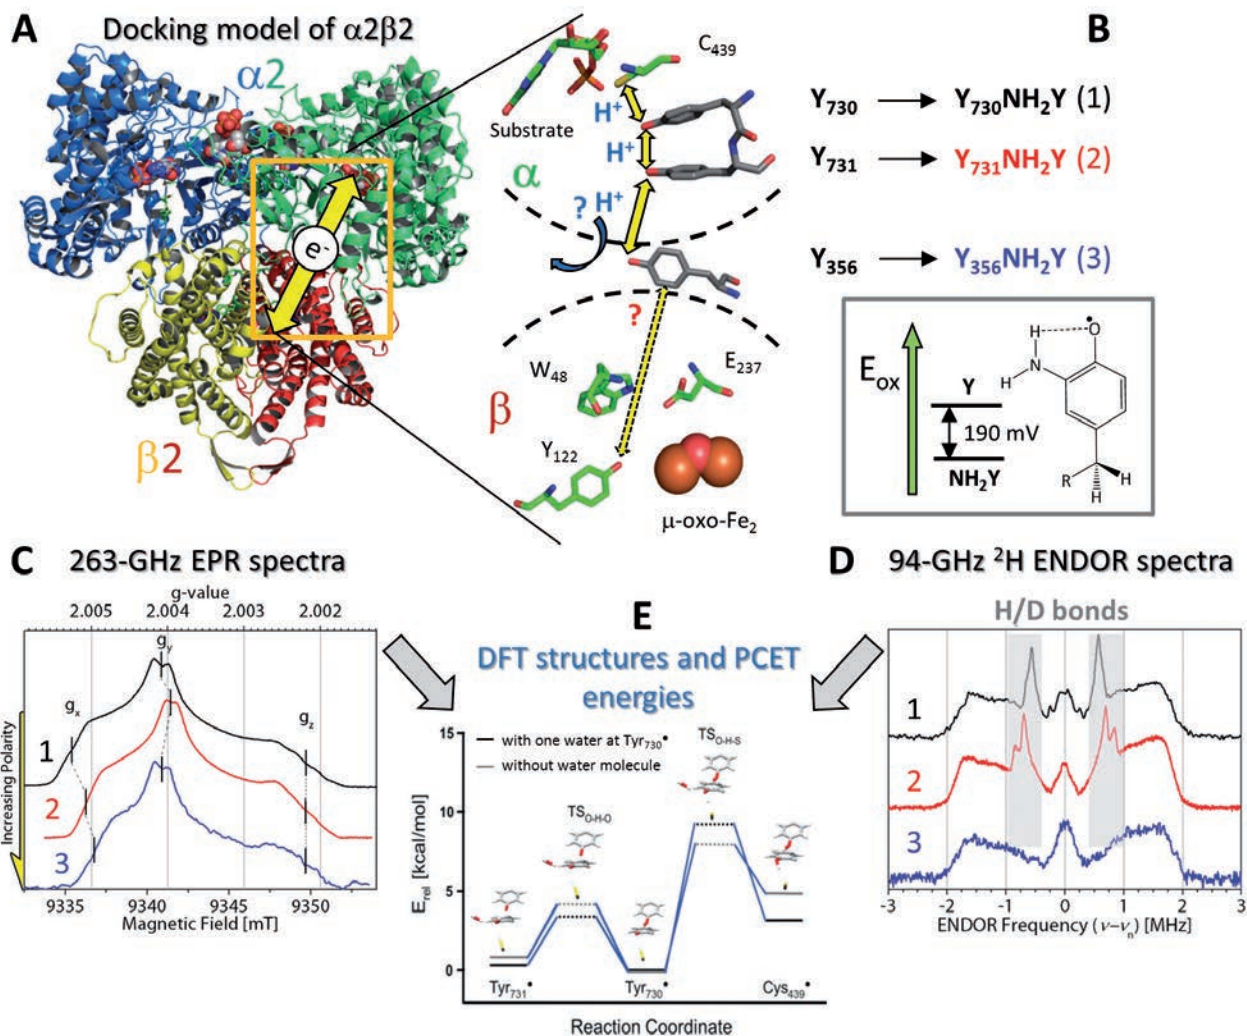 A
Docking model of α2β2
α2
e-
β2
C439
Substrate
H+
H+
α
? H+
?
W48
E237
β
Y122
μ-oxo-Fe2
B
Y730 → Y730NH2Y (1)
Y731 → Y731NH2Y (2)
Y356 → Y356NH2Y (3)
EOX
Y
190 mV
NH2Y
H
O
N
H
R
H
H
C 263-GHz EPR spectra
g-value
2.005 2.004 2.003 2.002
gx
gy
gz
Increasing Polarity
1
2
3
9335 9340 9345 9350
Magnetic Field [mT]
D 94-GHz 2H ENDOR spectra
H/D bonds
1
2
3
-3 -2 -1 0 1 2 3
ENDOR Frequency (ν−νn) [MHz]
E
DFT structures and PCET
energies
15
10
5
0
Erel [kcal/mol]
with one water at Tyr730•
without water molecule
TSO-H-O
TSO-H-S
Tyr731•
Tyr730•
Cys439•
Reaction Coordinate